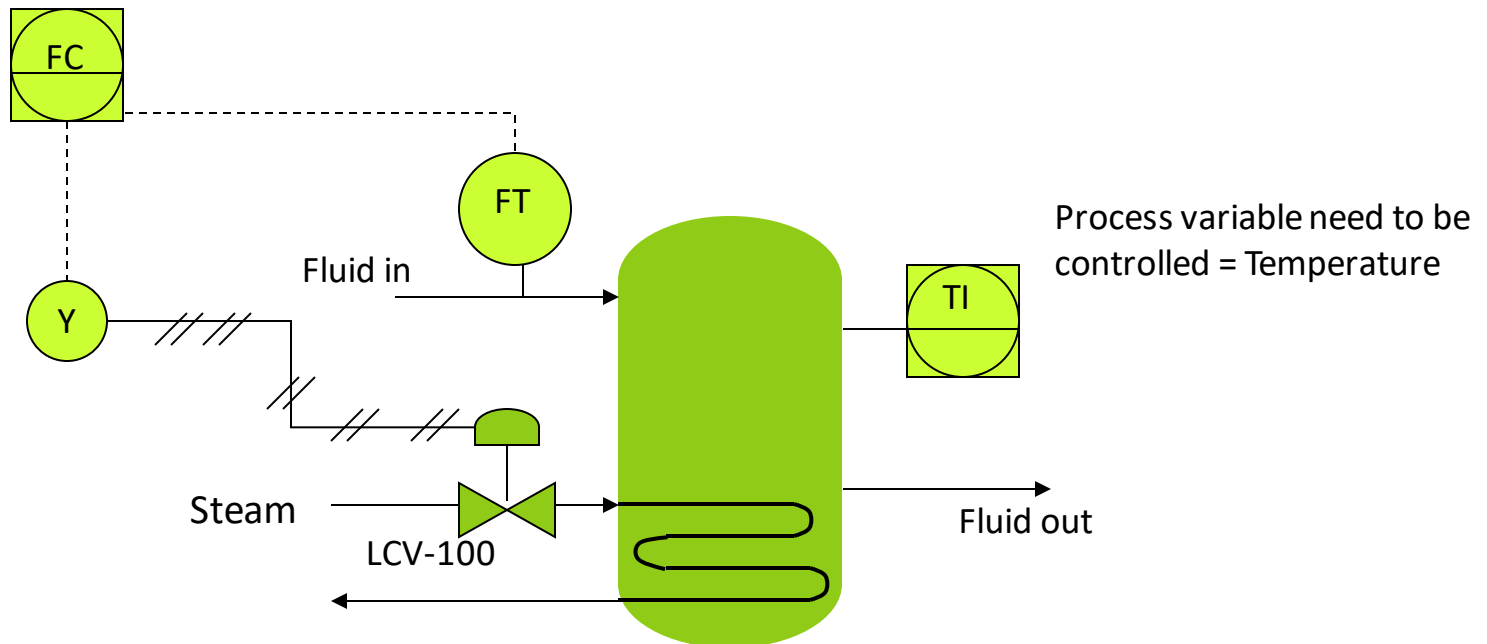 FC
FT
Process variable need to be
controlled = Temperature
Fluid in
TI
Y
Steam
Fluid out
LCV-100